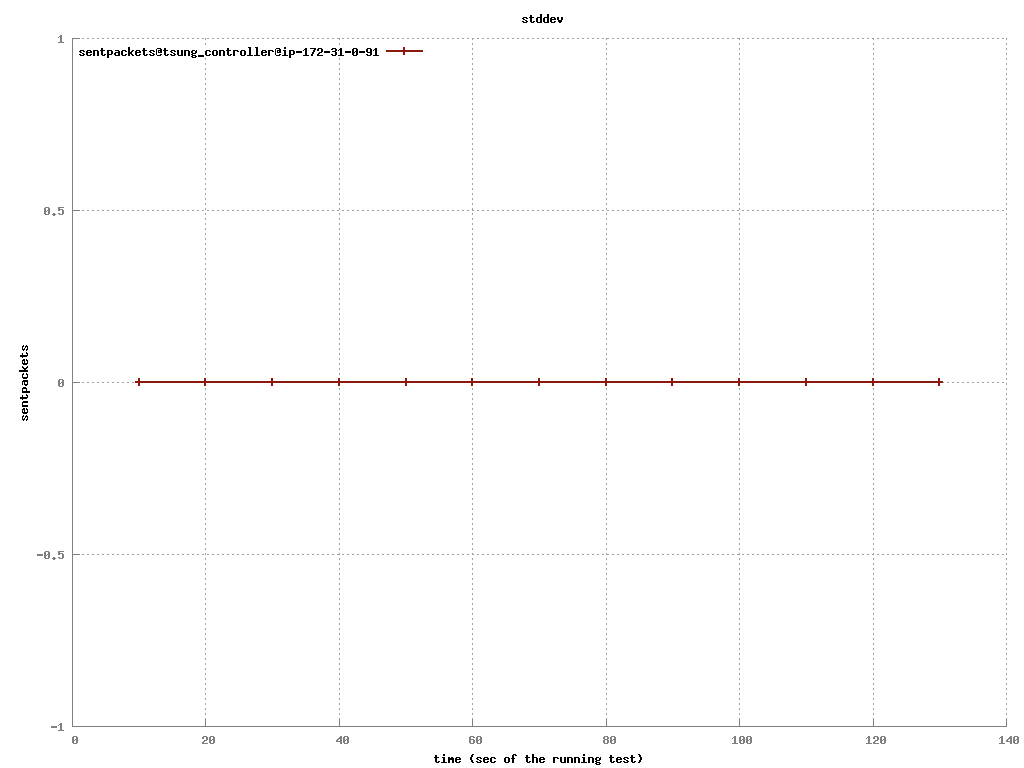 stddev
sentpackets@tsung_controller@ip-172-31-0-91
1
0.5
0
-0.5
-1
sentpackets
0 20 40 60 80 100 120 140
time (sec of the running test)